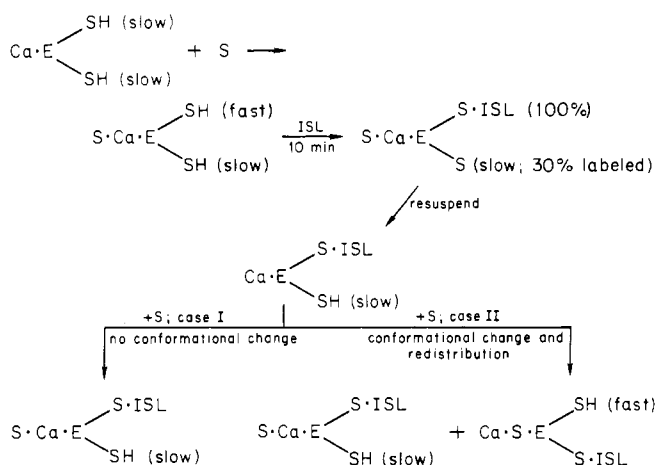 SH (slow)
Ca·E + S
SH (slow)
SH (fast) S·ISL (100%)
S·Ca·E ISL S·Ca·E
10 min
SH (slow) S (slow; 30% labeled)
resuspend
S·ISL
Ca·E
SH (slow)
+S; case I +S; case II
no conformational change conformational change and
redistribution
S·ISL S·ISL SH (fast)
S·Ca·E S·Ca·E + Ca·S·E
SH (slow) SH (slow) S·ISL